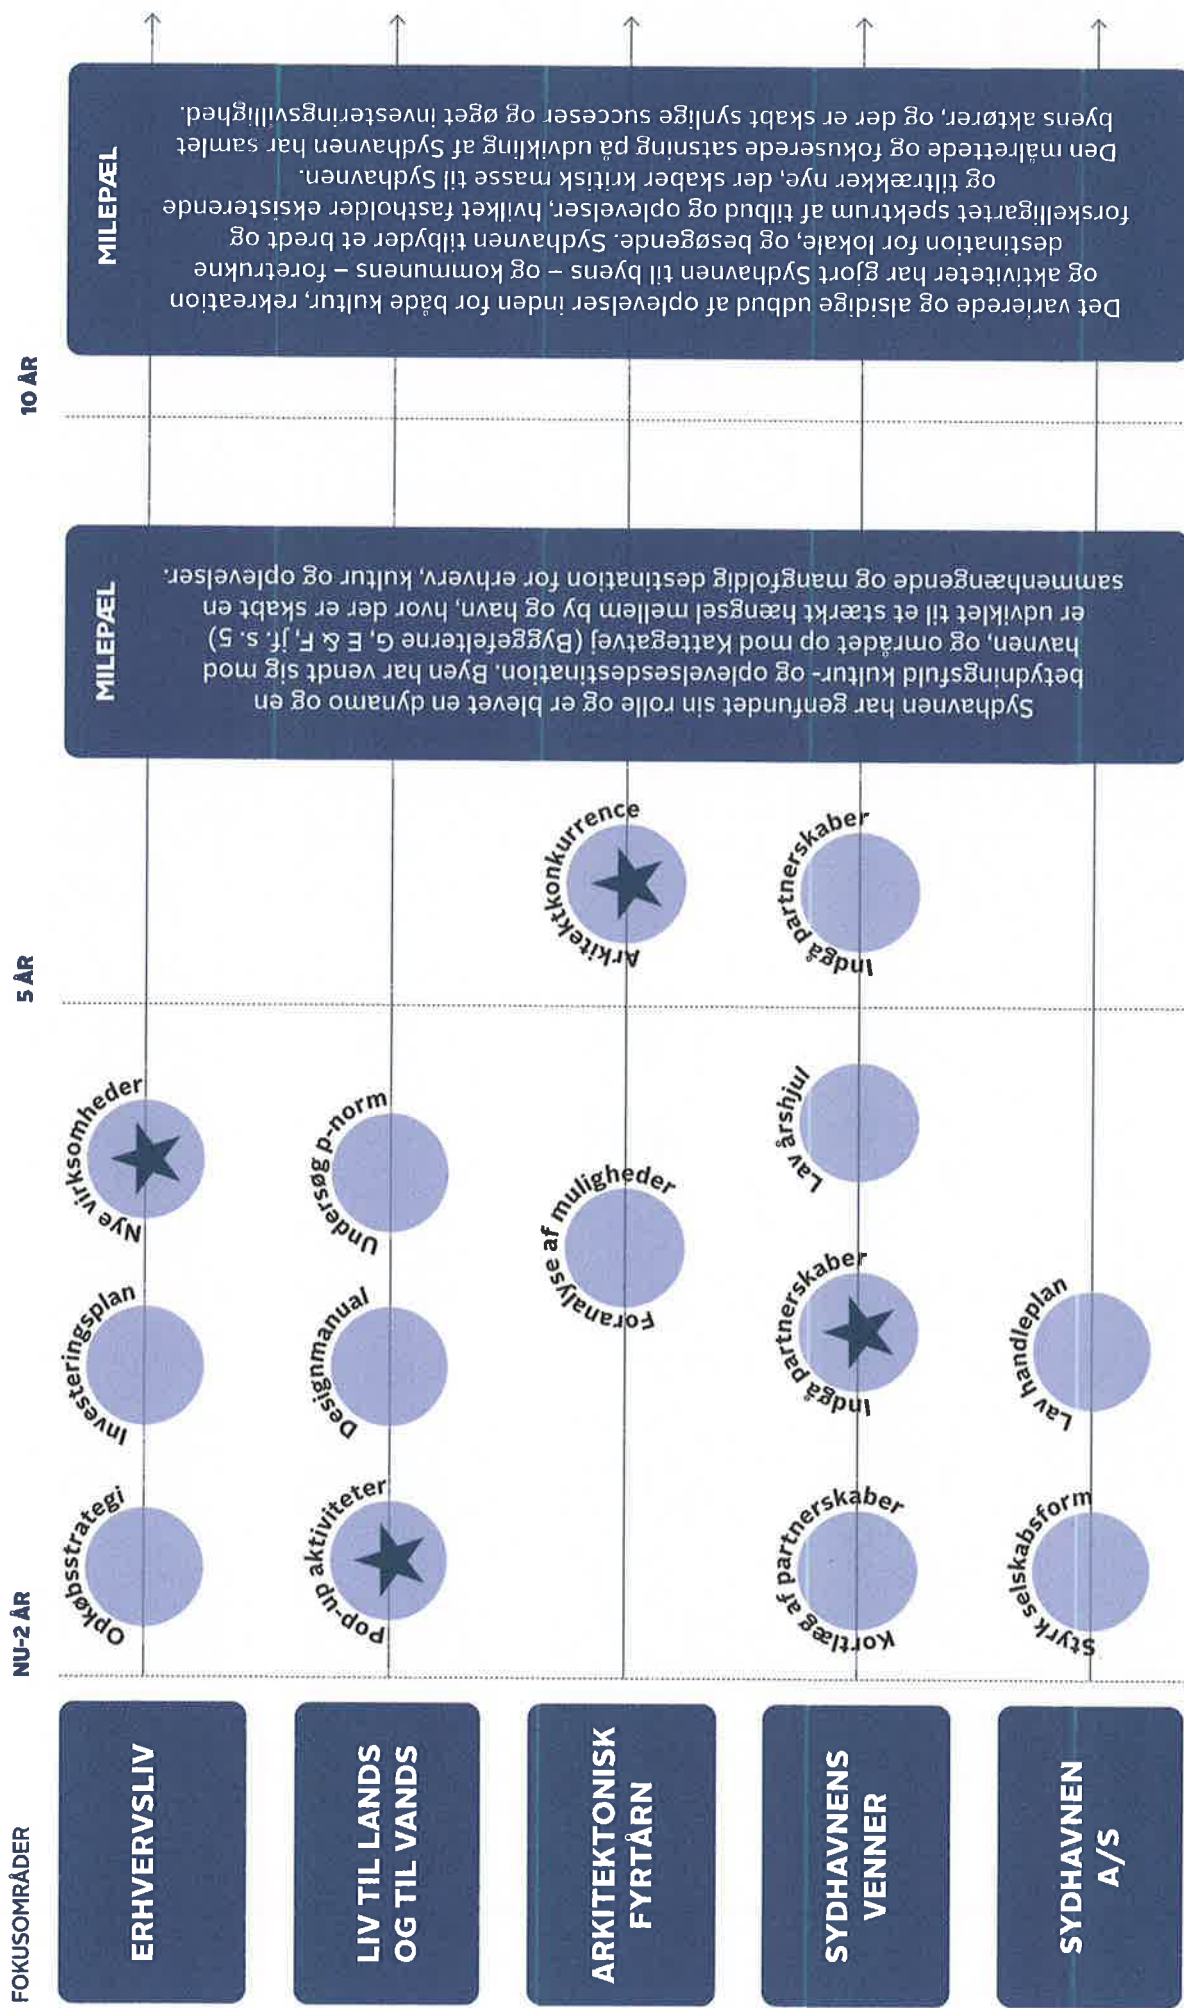 FOKUSOMRÅDER
NU-2 ÅR
5 ÅR
10 ÅR
ERHVERVSLIV
Opkøbsstrategi
Investeringsplan
Nye virksomheder
LIV TIL LANDS
OG TIL VANDS
Pop-up aktiviteter
Designmanual
Undersøg p-norm
ARKITEKTONISK
FYRTÅRN
Foranalyse af muligheder
Arkitektkonkurrence
SYDHAVNENS
VENNER
Kortlæg af partnerskaber
Indgå partnerskaber
Lav årshjul
Indgå partnerskaber
SYDHAVNEN
A/S
Styrk selskabsform
Lav handleplan
MILEPÆL
Sydhavnen har genfundet sin rolle og er blevet en dynamo og en
betydningsfuld kultur- og oplevelsesdestination. Byen har vendt sig mod
havnen, og området op mod Kattegatvej (Byggefelterne G, E & F, jf. s. 5)
er udviklet til et stærkt hængsel mellem by og havn, hvor der er skabt en
sammenhængende og mangfoldig destination for erhverv, kultur og oplevelser.
MILEPÆL
Det varierede og alsidige udbud af oplevelser inden for både kultur, rekreation
og aktiviteter har gjort Sydhavnen til byens – og kommunens – foretrukne
destination for lokale, og besøgende. Sydhavnen tilbyder et bredt og
forskelligartet spektrum af tilbud og oplevelser, hvilket fastholder eksisterende
og tiltrækker nye, der skaber kritisk masse til Sydhavnen.
Den målrettede og fokuserede satsning på udvikling af Sydhavnen har samlet
byens aktører, og der er skabt synlige succeser og øget investeringsvillighed.